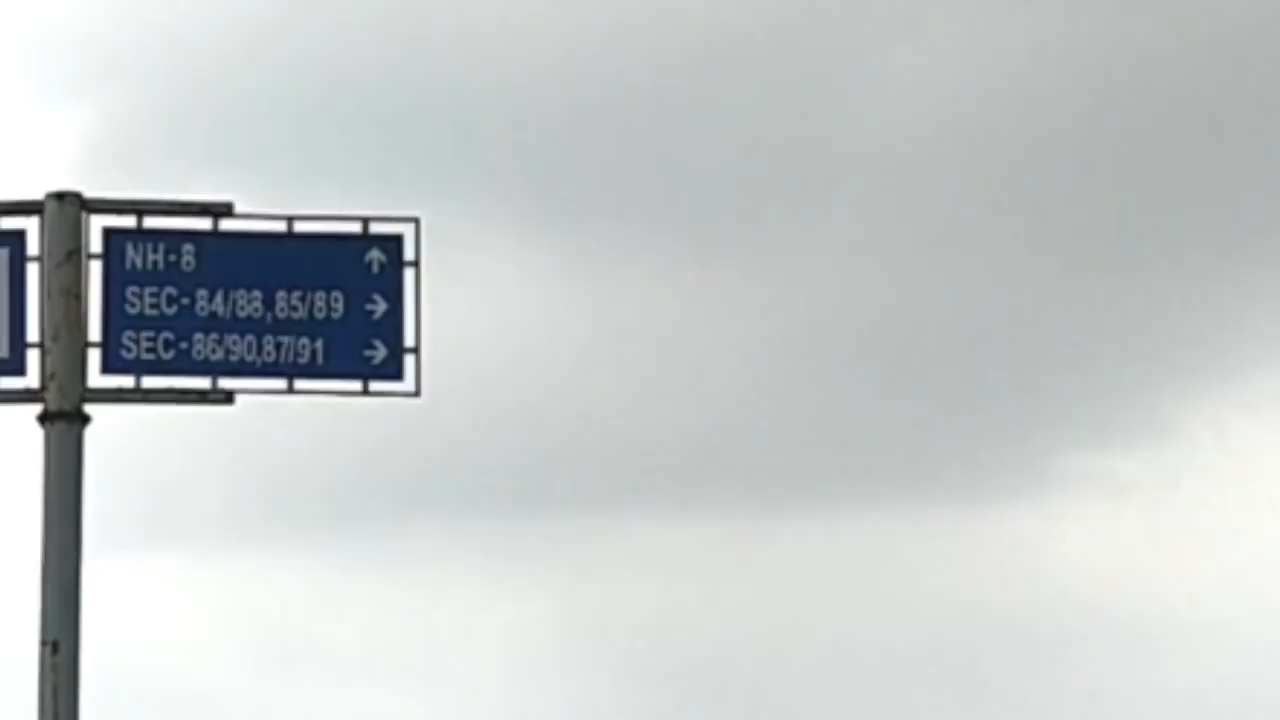 NH-8 ↑
SEC-84/88,85/89 →
SEC-86/90,87/91 →